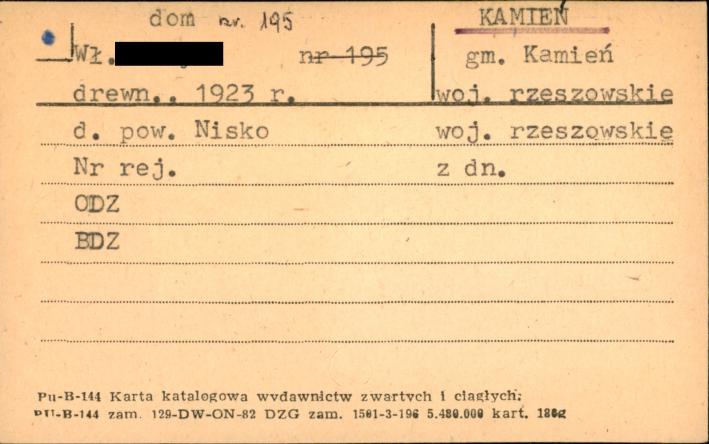 dom nr. 195 KAMIEŃ
Wł. nr 195 gm. Kamień
drewn., 1923 r. woj. rzeszowskie
d. pow. Nisko woj. rzeszowskie
Nr rej. z dn.
ODZ
BDZ
Pu-B-144 Karta katalogowa wydawnictw zwartych i ciągłych.
PU-B-144 zam. 129-DW-ON-82 DZG zam. 1501-3-196 5.480.000 kart.